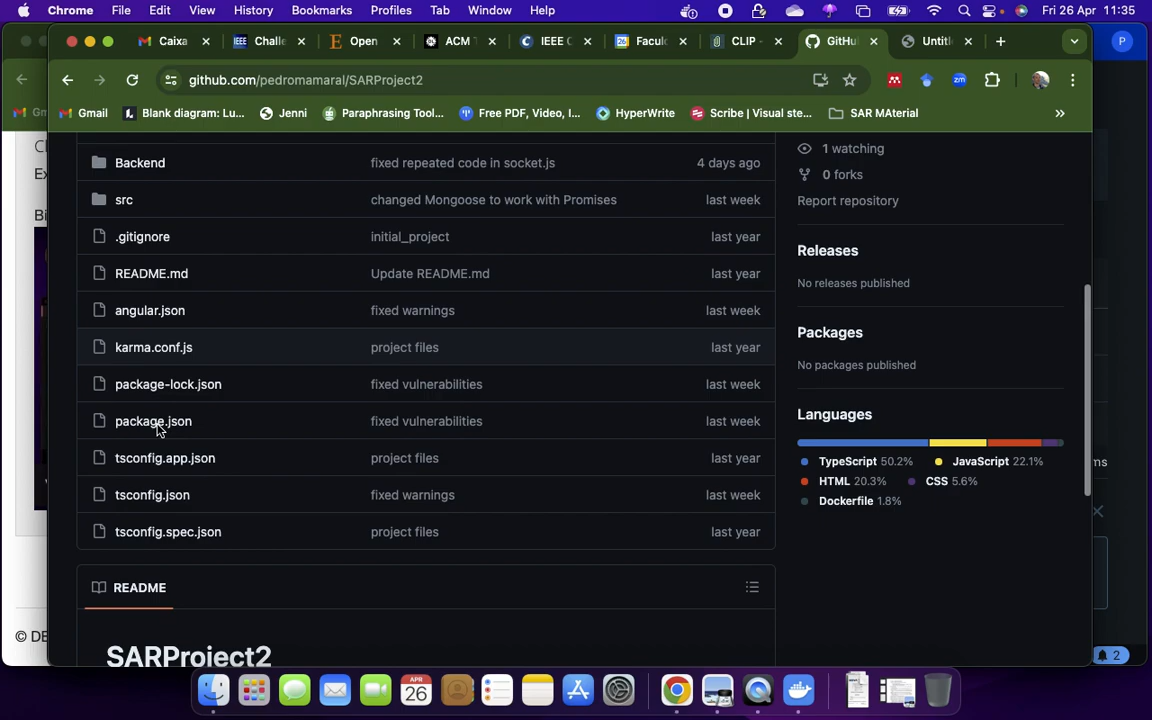 Chrome File Edit View History Bookmarks Profiles Tab Window Help Fri 26 Apr 11:35
Caixa Challe Open ACM IEEE C Facul CLIP - GitHu Untitl P
github.com/pedromamaral/SARProject2
Gmail Blank diagram: Lu... Jenni Paraphrasing Tool... Free PDF, Video, I... HyperWrite Scribe | Visual ste... SAR MAterial »
Backend fixed repeated code in socket.js 4 days ago
src changed Mongoose to work with Promises last week
.gitignore initial_project last year
README.md Update README.md last year
angular.json fixed warnings last week
karma.conf.js project files last year
package-lock.json fixed vulnerabilities last week
package.json fixed vulnerabilities last week
tsconfig.app.json project files last year
tsconfig.json fixed warnings last week
tsconfig.spec.json project files last year
README
SARProject2
1 watching
0 forks
Report repository
Releases
No releases published
Packages
No packages published
Languages
TypeScript 50.2% JavaScript 22.1%
HTML 20.3% CSS 5.6%
Dockerfile 1.8%
Ex
Bi
© DE
ms
2
APR
26